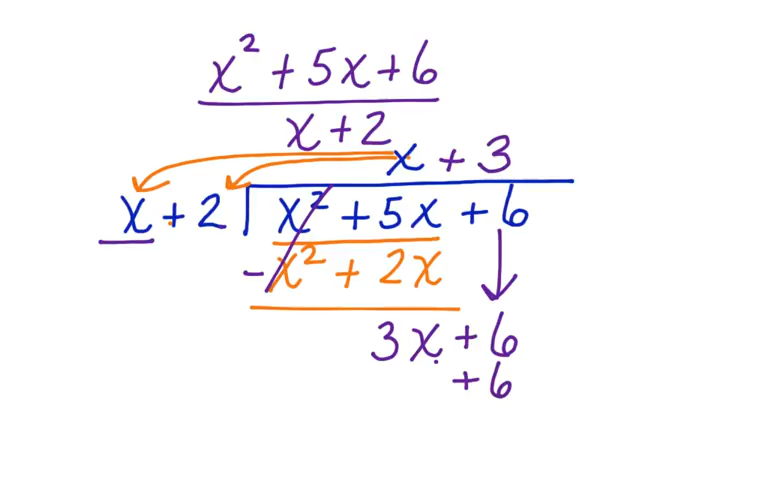 x² + 5x + 6
x + 2
x + 3
x + 2 x² + 5x + 6
- x² + 2x
3x + 6
+ 6